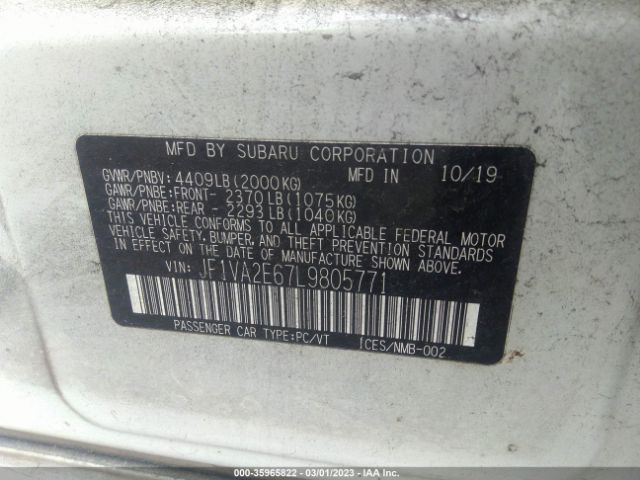 MFD BY SUBARU CORPORATION
GVWR/PNBV: 4409LB(2000KG) MFD IN 10/19
GAWR/PNBE:FRONT- 2370LB(1075KG)
GAWR/PNBE:REAR - 2293LB(1040KG)
THIS VEHICLE CONFORMS TO ALL APPLICABLE FEDERAL MOTOR
VEHICLE SAFETY, BUMPER, AND THEFT PREVENTION STANDARDS
IN EFFECT ON THE DATE OF MANUFACTURE SHOWN ABOVE.
VIN: JF1VA2E67L9805771
PASSENGER CAR TYPE:PC/VT ICES/NMB-002
000-35965822 - 03/01/2023 - IAA Inc.